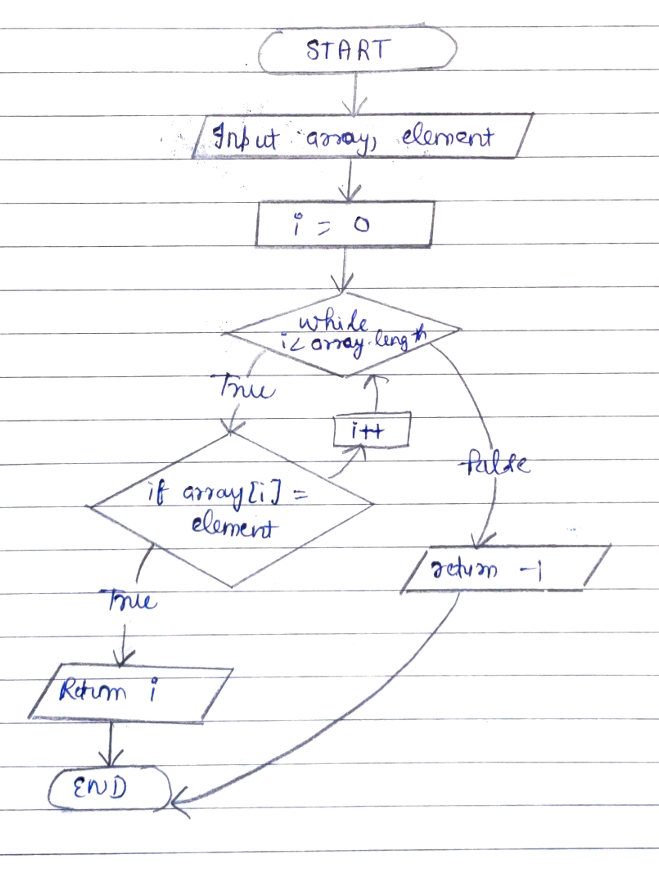 START
Input array, element
i = 0
while
i< array.length
True
i++
false
if array[i] =
element
return -1
True
Return i
END